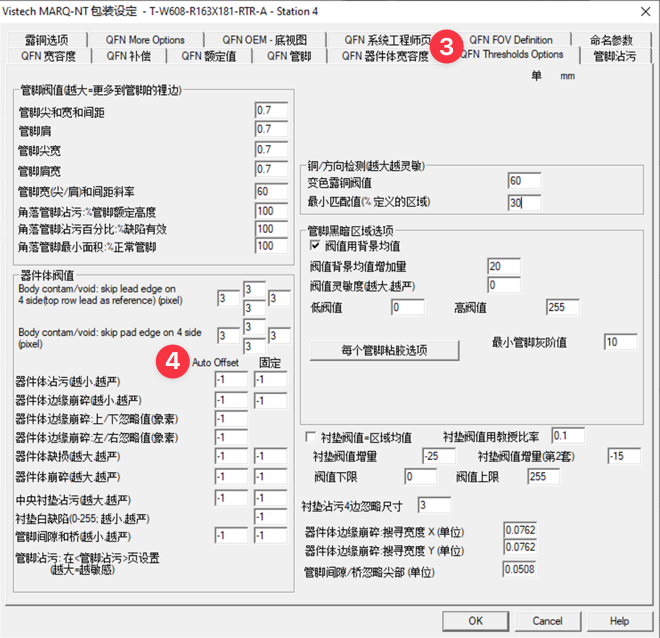 Vistech MARQ-NT 包装设定 - T-W608-R163X181-RTR-A - Station 4
露铜选项 QFN More Options QFN OEM - 底视图 QFN 系统工程师页 QFN FOV Definition 命名参数
QFN 宽容度 QFN 补偿 QFN 额定值 QFN 管脚 QFN 器件体宽容度 QFN Thresholds Options 管脚沾污
3
单 mm
管脚阀值(越大=更多到管脚的裡边)
管脚尖和宽和间距 0.7
管脚肩 0.7
管脚尖宽 0.7
管脚肩宽 0.7
管脚宽(尖/肩)和间距斜率 60
角落管脚沾污:%管脚额定高度 100
角落管脚沾污百分比:%缺陷有效 100
角落管脚最小面积:%正常管脚 100
器件体阀值
Body contam/void: skip lead edge on
4 side(top row lead as reference) (pixel)
3 3 3 3
Body contam/void: skip pad edge on 4 side
(pixel)
3 3 3 3
4
Auto Offset 固定
器件体沾污(越小,越严) -1 -1
器件体边缘崩碎(越小,越严) -1 -1
器件体边缘崩碎:上/下忽略值(象素) -1
器件体边缘崩碎:左/右忽略值(象素) -1
器件体缺损(越大,越严) -1 -1
器件体崩碎(越大,越严) -1 -1
中央衬垫沾污(越大,越严) -1 -1
衬垫白缺陷(0-255; 越小,越严) -1
管脚间隙和桥(越小,越严) -1 -1
管脚沾污: 在<管脚沾污>页设置
(越大=越敏感)
铜/方向检测(越大越灵敏)
变色露铜阀值 60
最小匹配值(% 定义的区域) 30
管脚黑暗区域选项
阀值用背景均值
阀值背景均值增加量 20
阀值灵敏度(越大,越严) 0
低阀值 0 高阀值 255
每个管脚粘胶选项 最小管脚灰阶值 10
衬垫阀值=区域均值 衬垫阀值用教授比率 0.1
衬垫阀值增量 -25 衬垫阀值增量(第2套) -15
阀值下限 0 阀值上限 255
衬垫沾污4边忽略尺寸 3
器件体边缘崩碎:搜寻宽度 X (单位) 0.0762
器件体边缘崩碎:搜寻宽度 Y (单位) 0.0762
管脚间隙/桥忽略尖部 (单位) 0.0508
OK Cancel Help